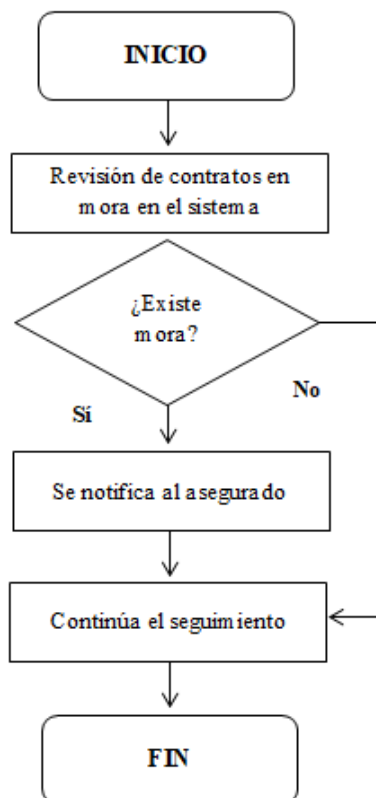 INICIO
Revisión de contratos en
mora en el sistema
¿Existe
mora?
No
Sí
Se notifica al asegurado
Continúa el seguimiento
FIN